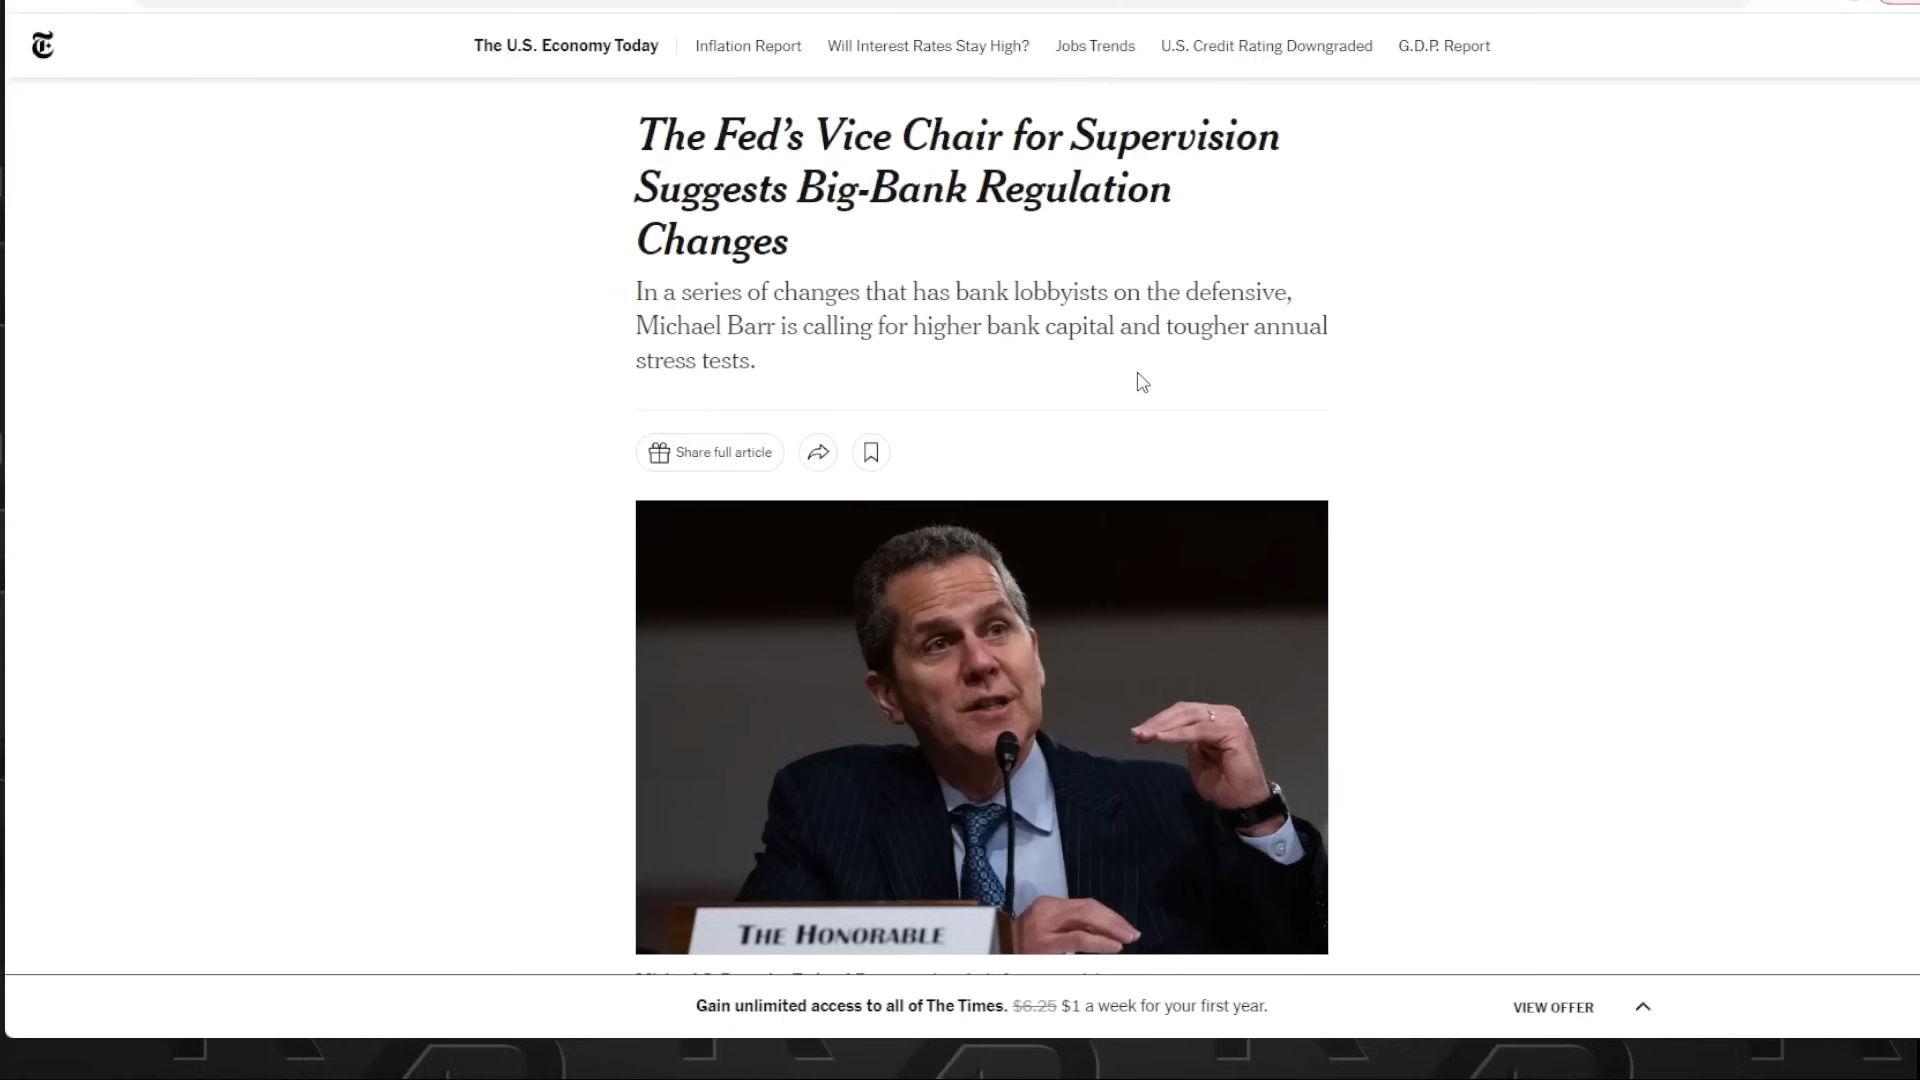 The U.S. Economy Today
Inflation Report
Will Interest Rates Stay High?
Jobs Trends
U.S. Credit Rating Downgraded
G.D.P. Report
The Fed’s Vice Chair for Supervision
Suggests Big-Bank Regulation
Changes
In a series of changes that has bank lobbyists on the defensive,
Michael Barr is calling for higher bank capital and tougher annual
stress tests.
Share full article
THE HONORABLE
Gain unlimited access to all of The Times. $6.25 $1 a week for your first year.
VIEW OFFER